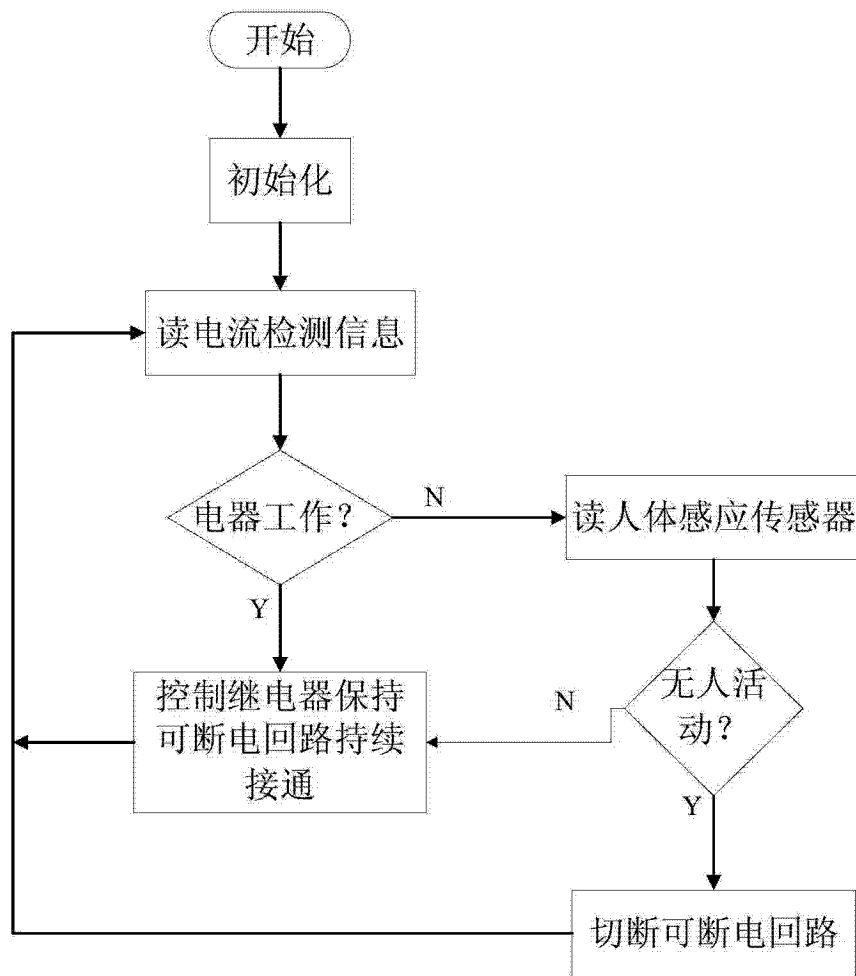 开始
初始化
读电流检测信息
电器工作？
N
读人体感应传感器
Y
无人活
动？
N
控制继电器保持
可断电回路持续
接通
Y
切断可断电回路